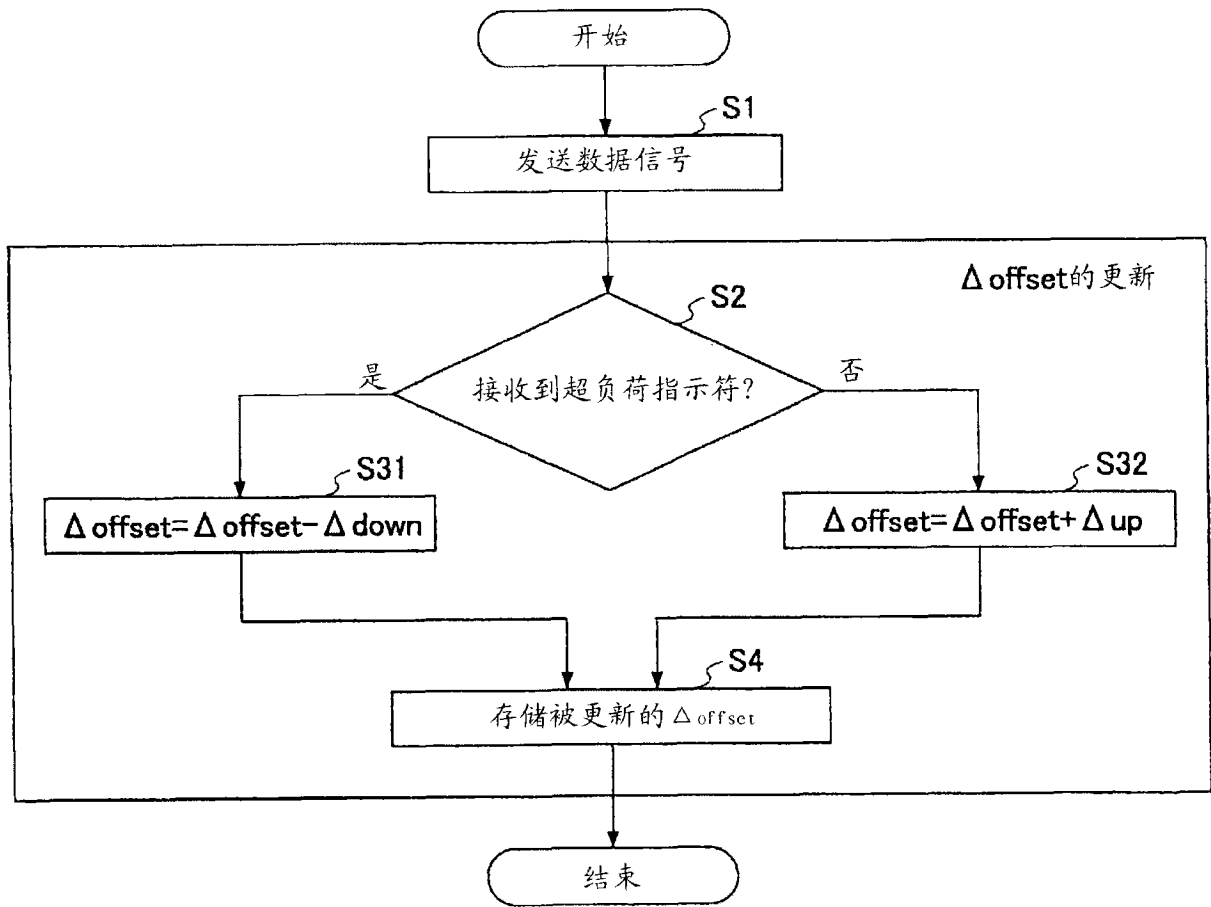 开始
S1
发送数据信号
Δoffset的更新
S2
接收到超负荷指示符?
是
否
S31
Δoffset=Δoffset-Δdown
S32
Δoffset=Δoffset+Δup
S4
存储被更新的Δoffset
结束